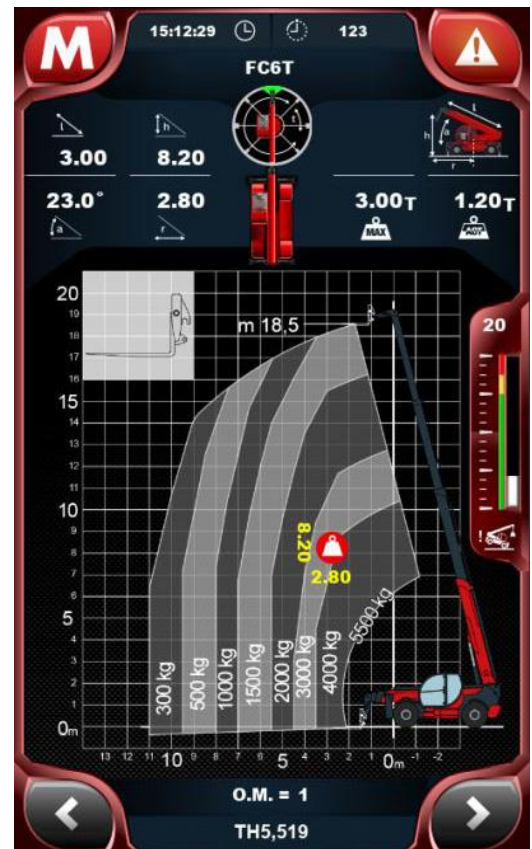 M
15:12:29
123
FC6T
l
h
l
h
a
r
3.00
8.20
23.0°
2.80
3.00T
1.20T
a
r
MAX
m 18,5
20
19
18
17
16
15
14
13
12
11
10
9
8
7
6
5
4
3
2
1
0m
8.20
2.80
300 kg
500 kg
1000 kg
1500 kg
2000 kg
3000 kg
4000 kg
5500 kg
13 12 11 10 9 8 7 6 5 4 3 2 1 0m -1 -2
20
!
O.M. = 1
TH5,519